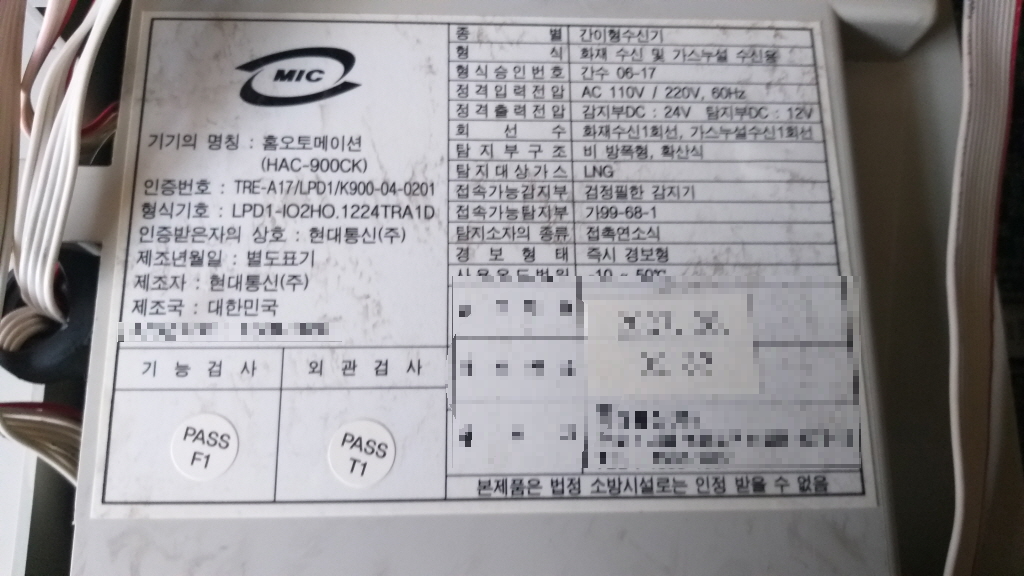 MIC
기기의 명칭 : 홈오토메이션
(HAC-900CK)
인증번호 : TRE-A17/LPD1/K900-04-0201
형식기호 : LPD1-IO2HO.1224TRA1D
인증받은자의 상호 : 현대통신(주)
제조년월일 : 별도표기
제조자 : 현대통신(주)
제조국 : 대한민국
기 능 검 사
외 관 검 사
PASS
F1
PASS
T1
종 별 간이형수신기
형 식 화재 수신 및 가스누설 수신용
형식승인번호 간수 06-17
정격입력전압 AC 110V / 220V, 60Hz
정격출력전압 감지부DC : 24V 탐지부DC : 12V
회 선 수 화재수신1회선, 가스누설수신1회선
탐지부구조 비 방폭형, 확산식
탐지대상가스 LNG
접속가능감지부 검정필한 감지기
접속가능탐지부 가99-68-1
탐지소자의 종류 접촉연소식
경 보 형 태 즉시 경보형
사용온도범위 -10 ~ 50℃
본제품은 법정 소방시설로는 인정 받을 수 없음